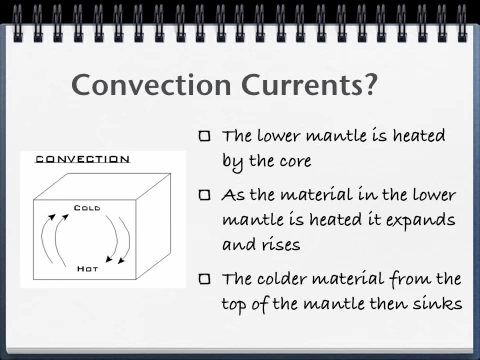 Convection Currents?
CONVECTION
COLD
HOT
The lower mantle is heated
by the core
As the material in the lower
mantle is heated it expands
and rises
The colder material from the
top of the mantle then sinks